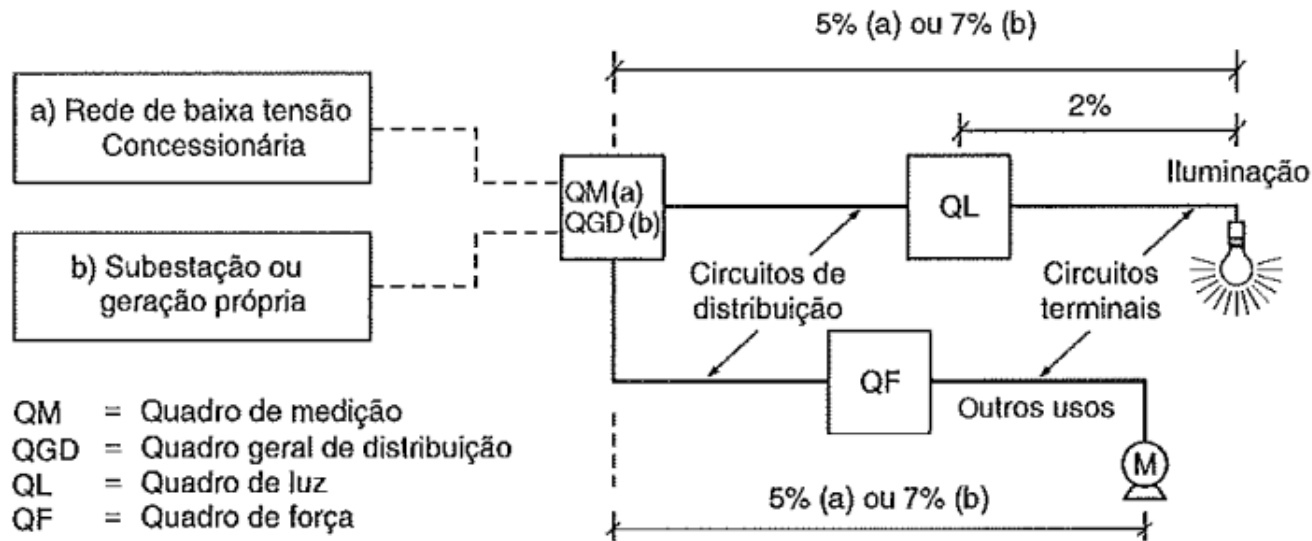 5% (a) ou 7% (b)
a) Rede de baixa tensão
Concessionária
2%
Iluminação
QM (a)
QGD (b)
QL
b) Subestação ou
geração própria
Circuitos de
distribuição
Circuitos
terminais
QF
Outros usos
M
QM = Quadro de medição
QGD = Quadro geral de distribuição
QL = Quadro de luz
QF = Quadro de força
5% (a) ou 7% (b)